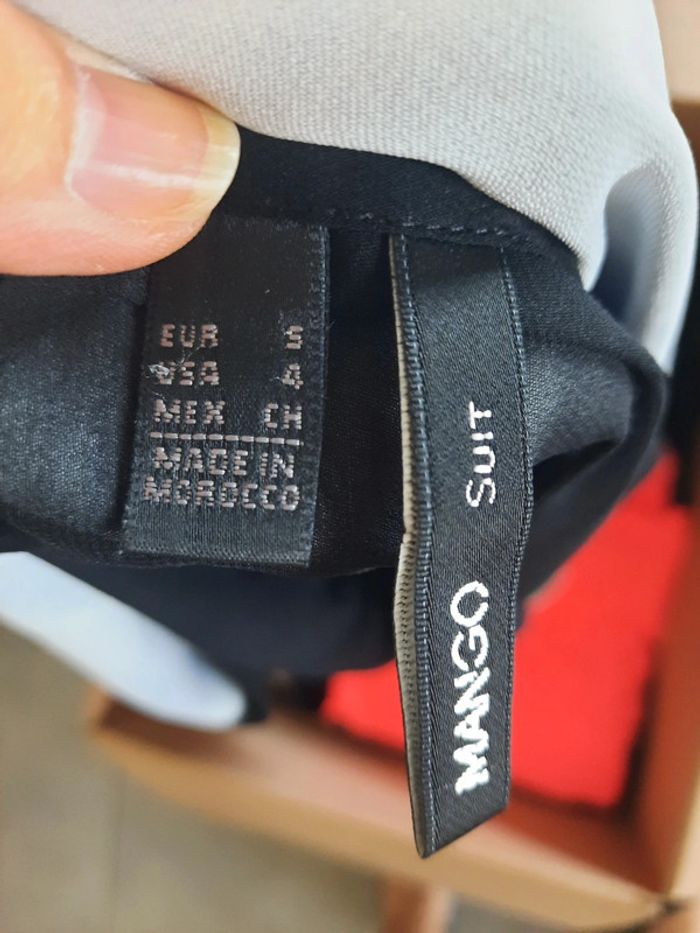 EUR S
USA 4
MEX CH
MADE IN
MOROCCO
MANGO SUIT